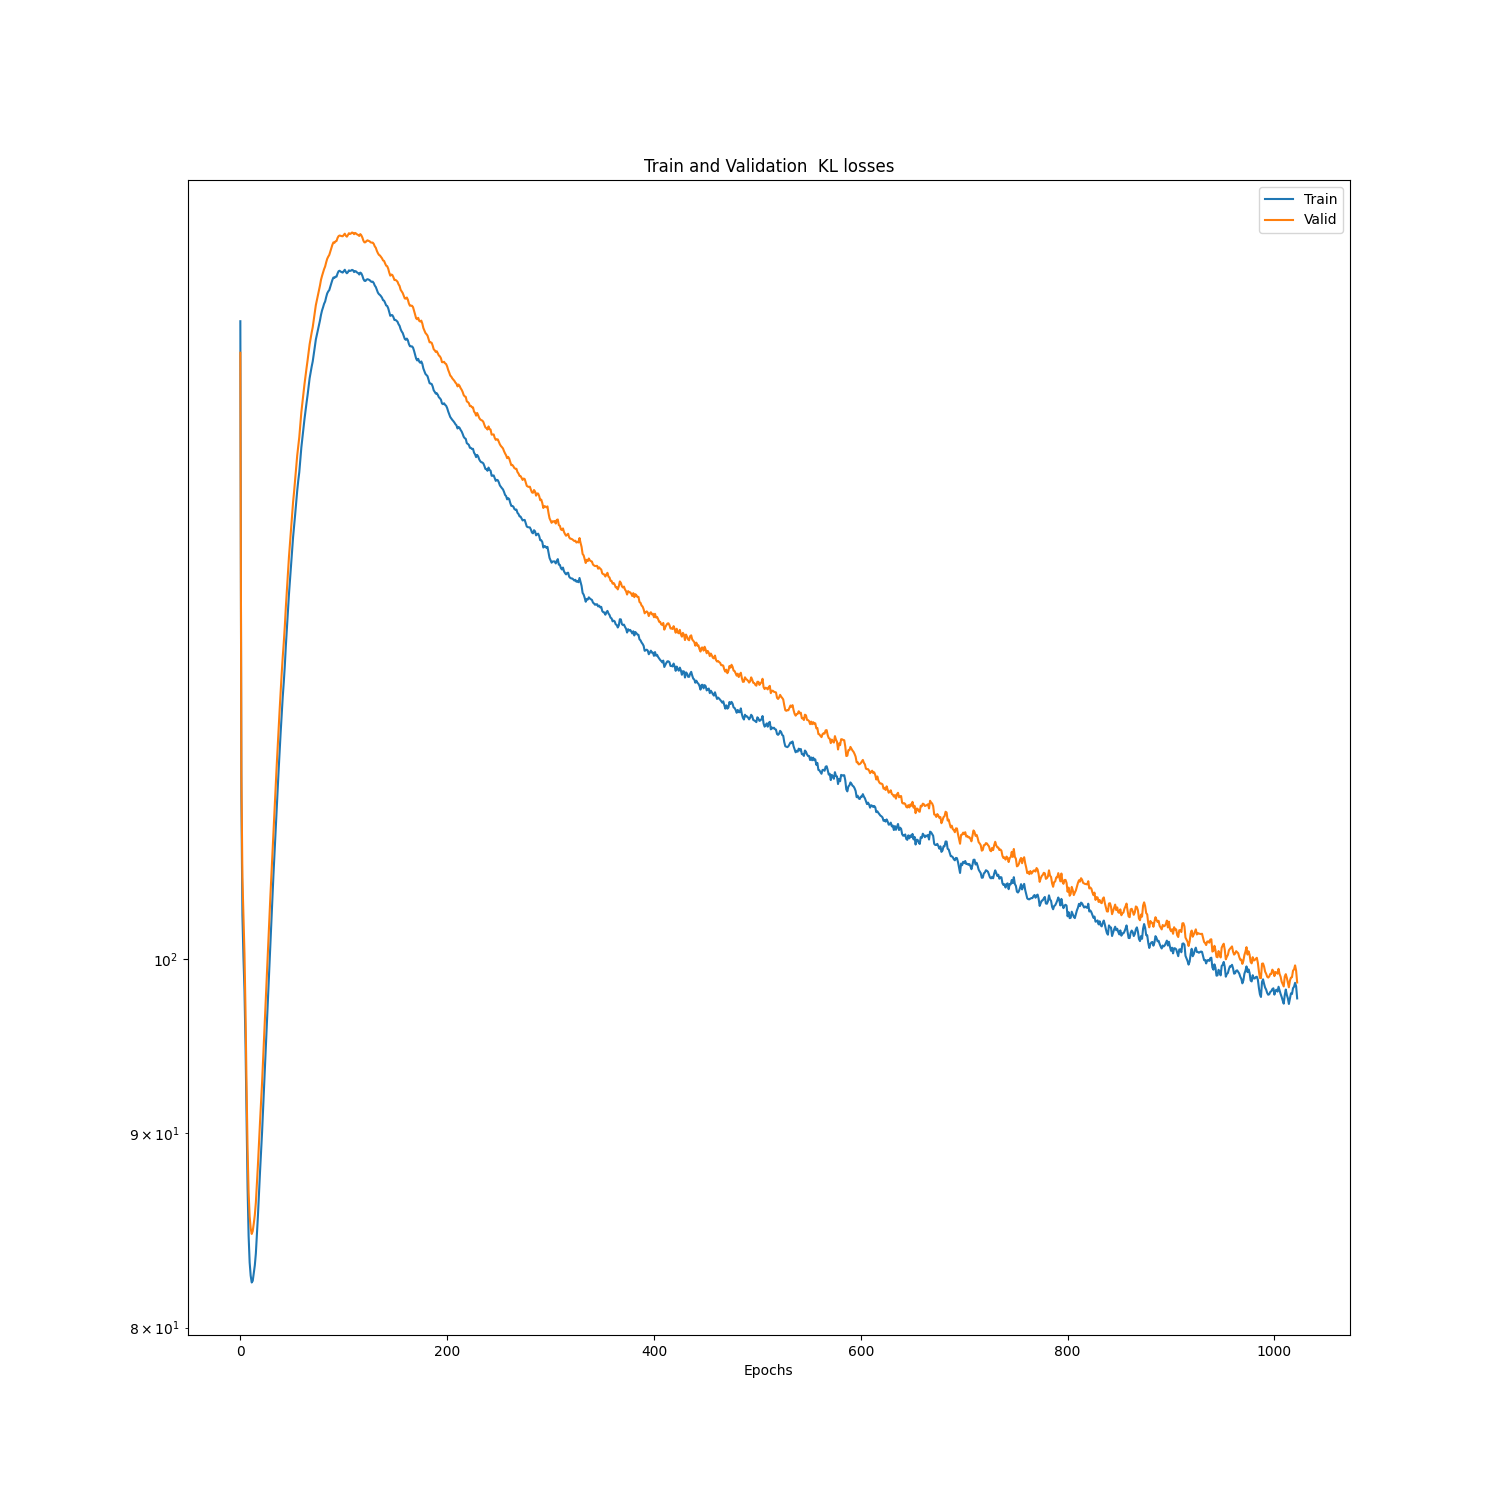 Train and Validation  KL losses
Train
Valid
10²
9 × 10¹
8 × 10¹
0 200 400 600 800 1000
Epochs